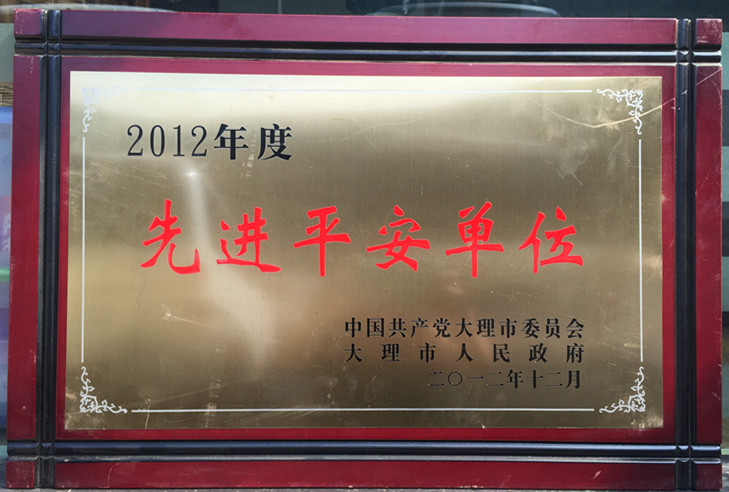 2012年度
先进平安单位
中国共产党大理市委员会
大理市人民政府
二〇一二年十二月